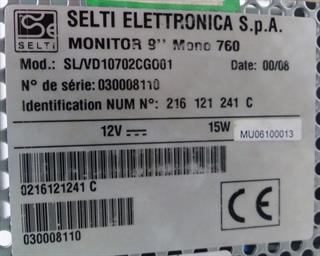 SELTI
SELTI ELETTRONICA S.p.A.
MONITOR 9'' Mono 760
Mod.: SL/VD10702CG001 Date: 00/08
N° de série: 030008110
Identification NUM N°: 216 121 241 C
12V⎓ 15W
MU06100013
0216121241 C
CE
030008110